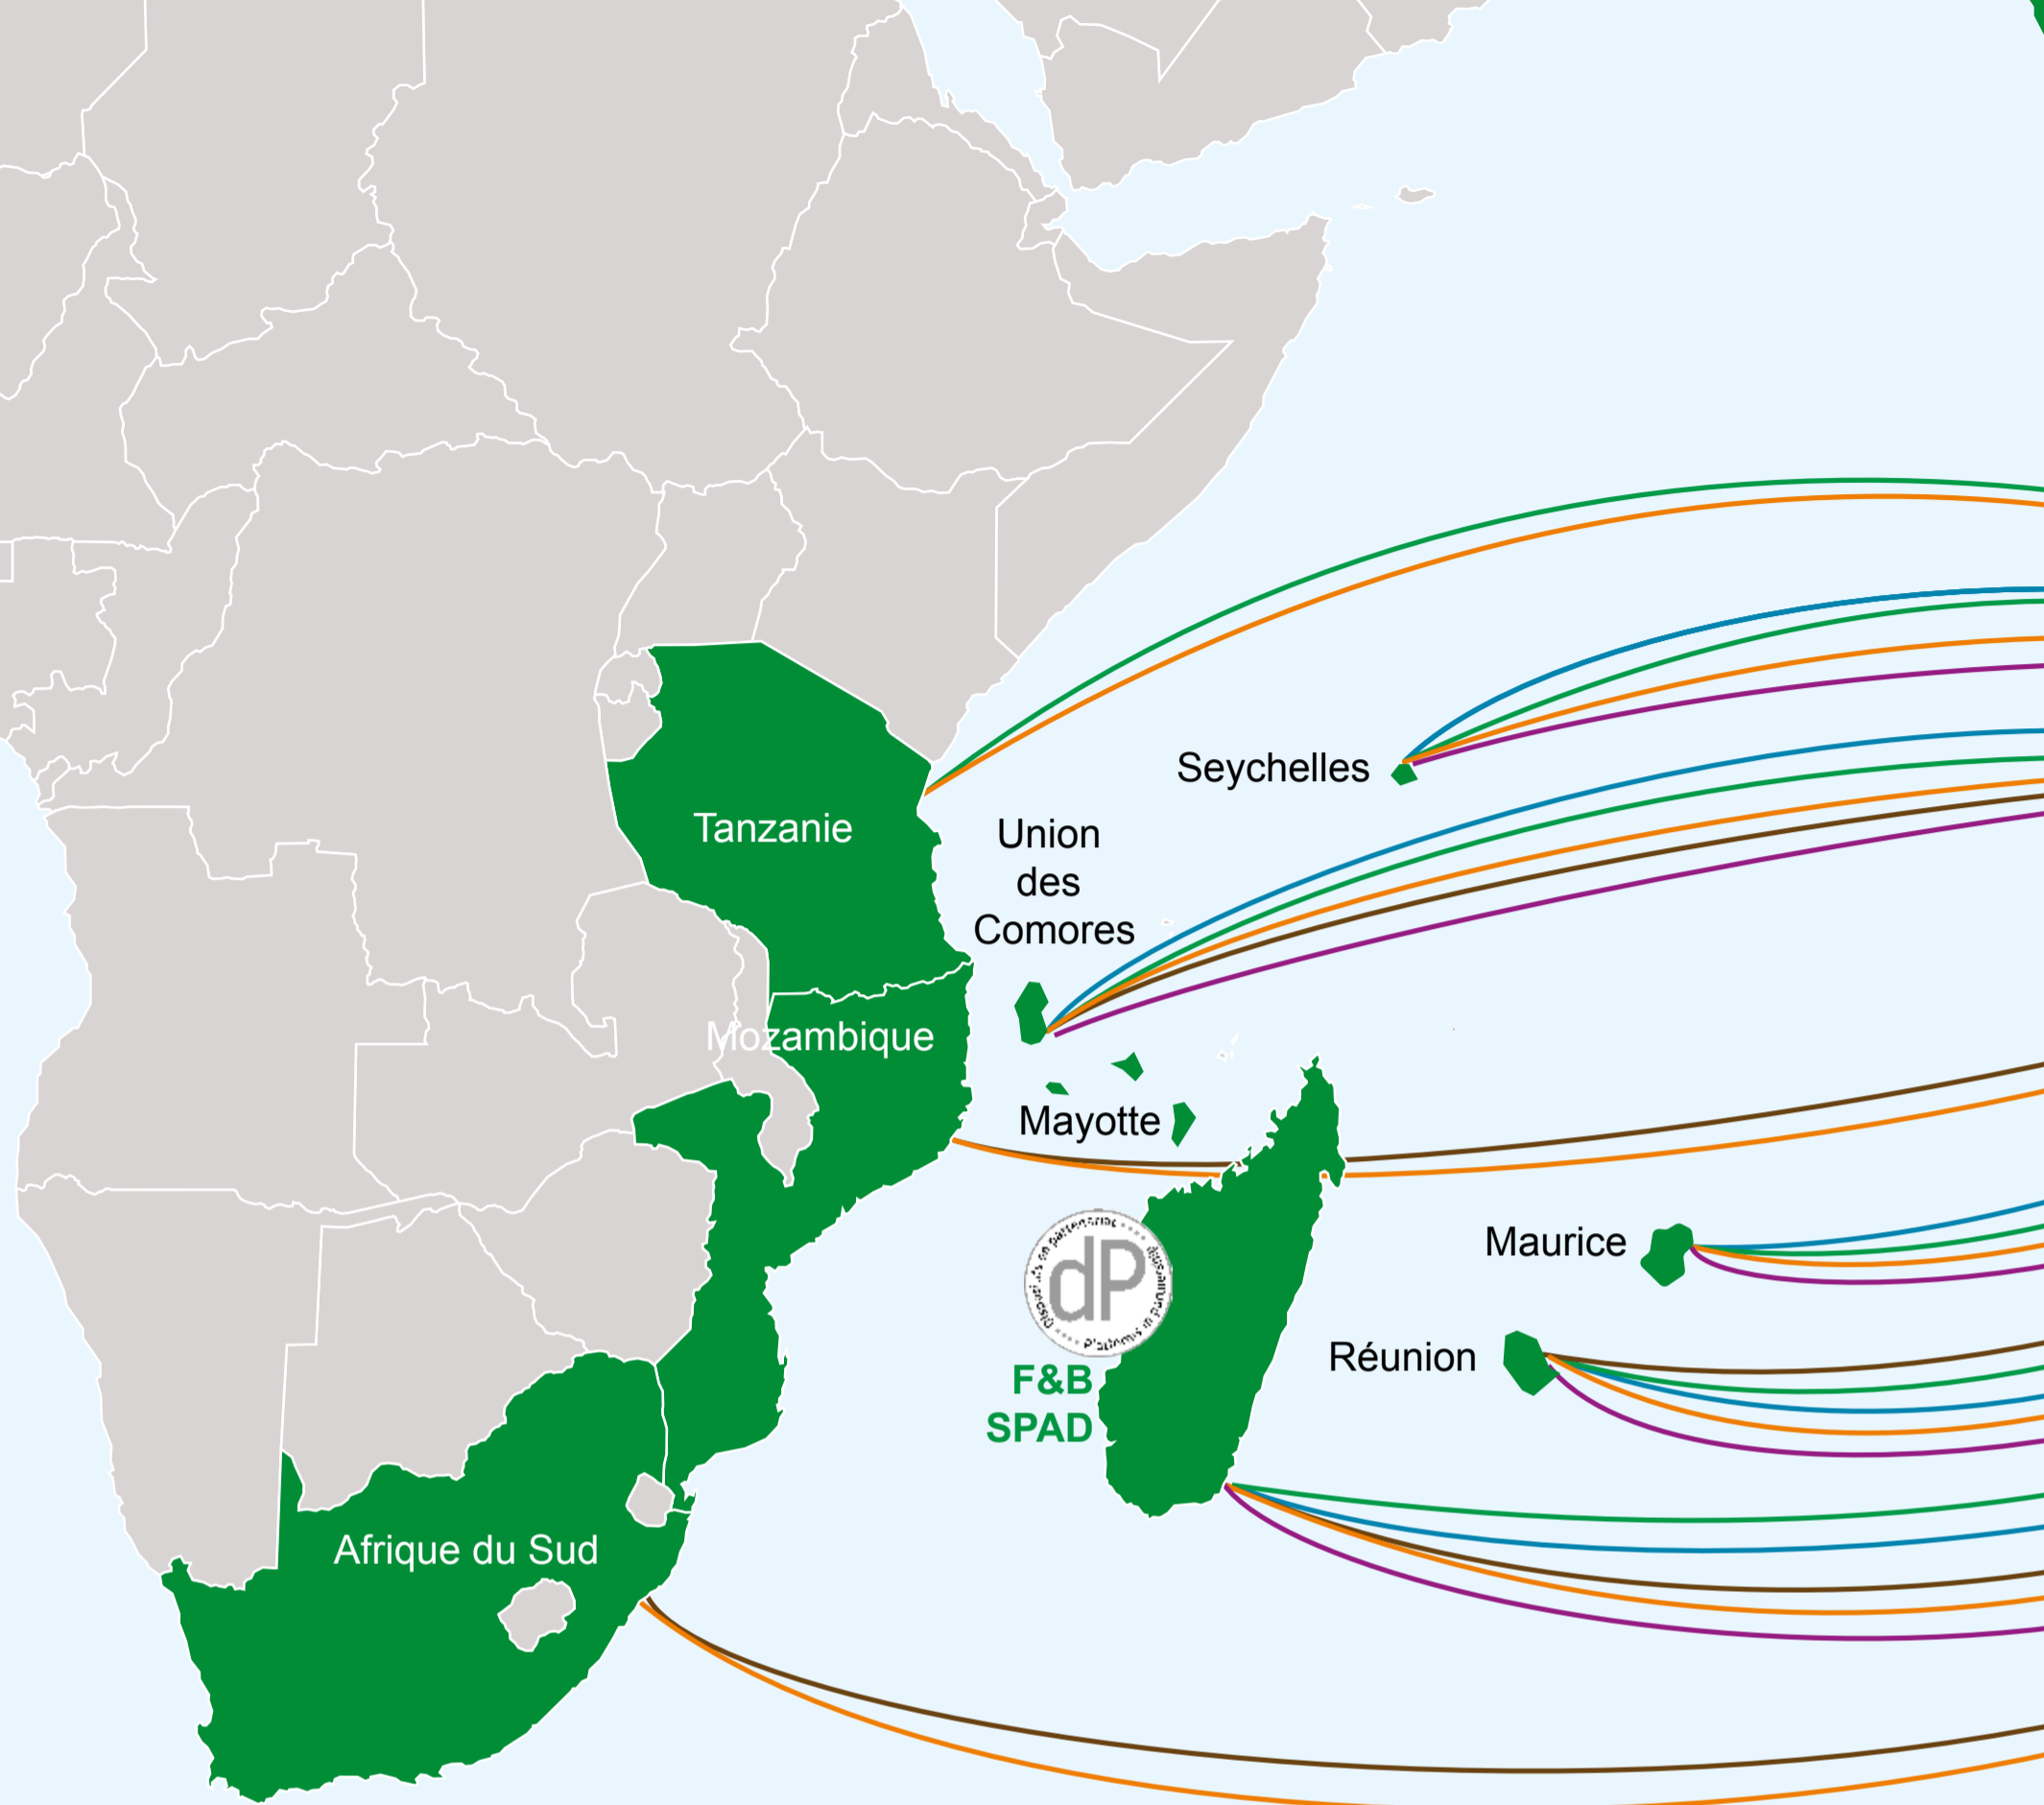 Seychelles
Tanzanie
Union
des
Comores
Mozambique
Mayotte
Maurice
dP
Réunion
F&B
SPAD
Afrique du Sud